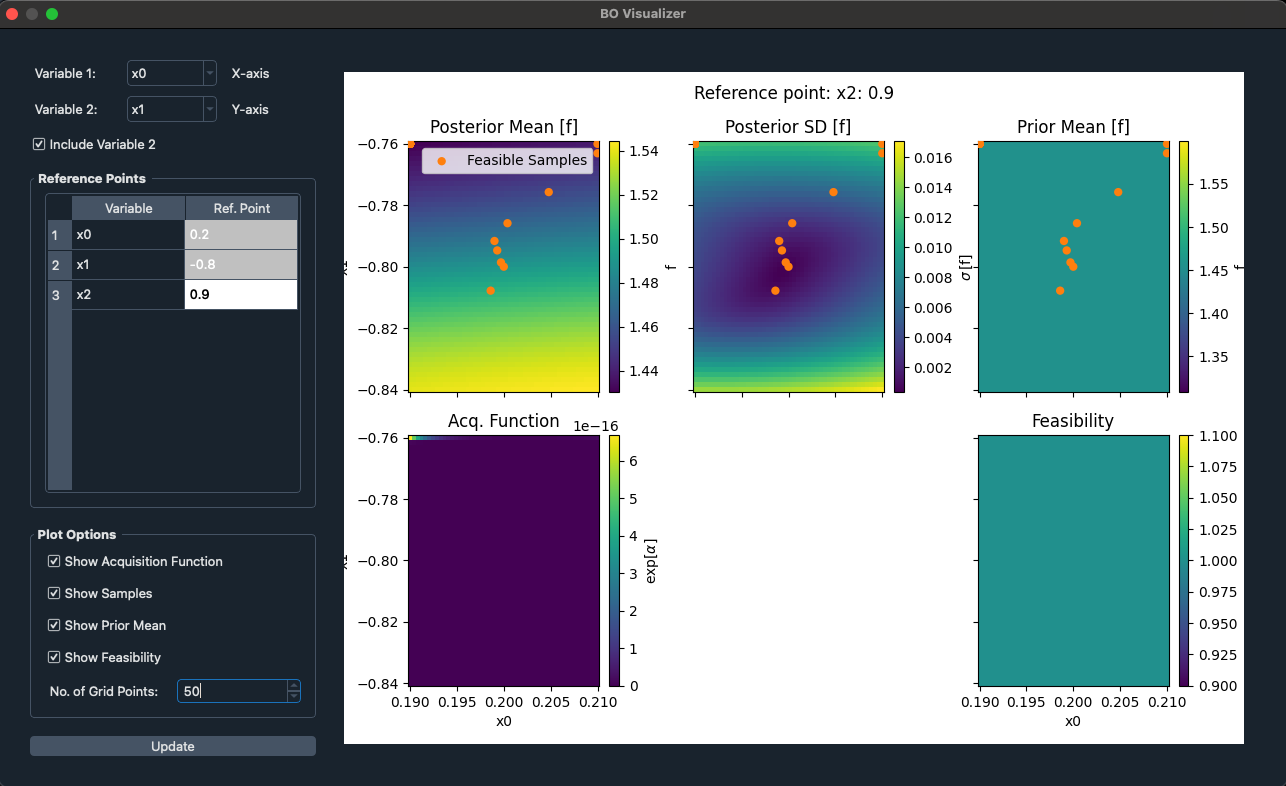 BO Visualizer
Variable 1:
x0
X-axis
Variable 2:
x1
Y-axis
Include Variable 2
Reference Points
Variable
Ref. Point
1
x0
0.2
2
x1
-0.8
3
x2
0.9
Plot Options
Show Acquisition Function
Show Samples
Show Prior Mean
Show Feasibility
No. of Grid Points:
50
Update
Reference point: x2: 0.9
Posterior Mean [f]
Feasible Samples
−0.76
−0.78
−0.80
−0.82
−0.84
1.54
1.52
1.50
1.48
1.46
1.44
f
Posterior SD [f]
0.016
0.014
0.012
0.010
0.008
0.006
0.004
0.002
σ[f]
Prior Mean [f]
1.55
1.50
1.45
1.40
1.35
Acq. Function
1e−16
−0.76
−0.78
−0.80
−0.82
−0.84
0.190
0.195
0.200
0.205
0.210
x0
6
5
4
3
2
1
0
exp[α]
Feasibility
0.190
0.195
0.200
0.205
0.210
x0
1.100
1.075
1.050
1.025
1.000
0.975
0.950
0.925
0.900